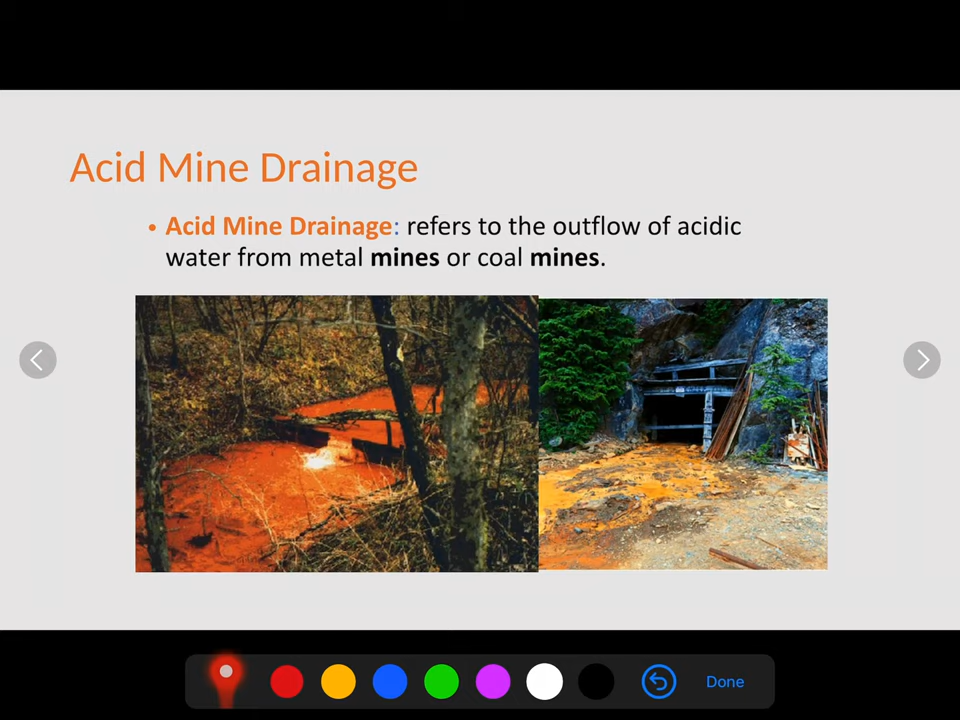 Acid Mine Drainage
• Acid Mine Drainage: refers to the outflow of acidic
water from metal mines or coal mines.
Done